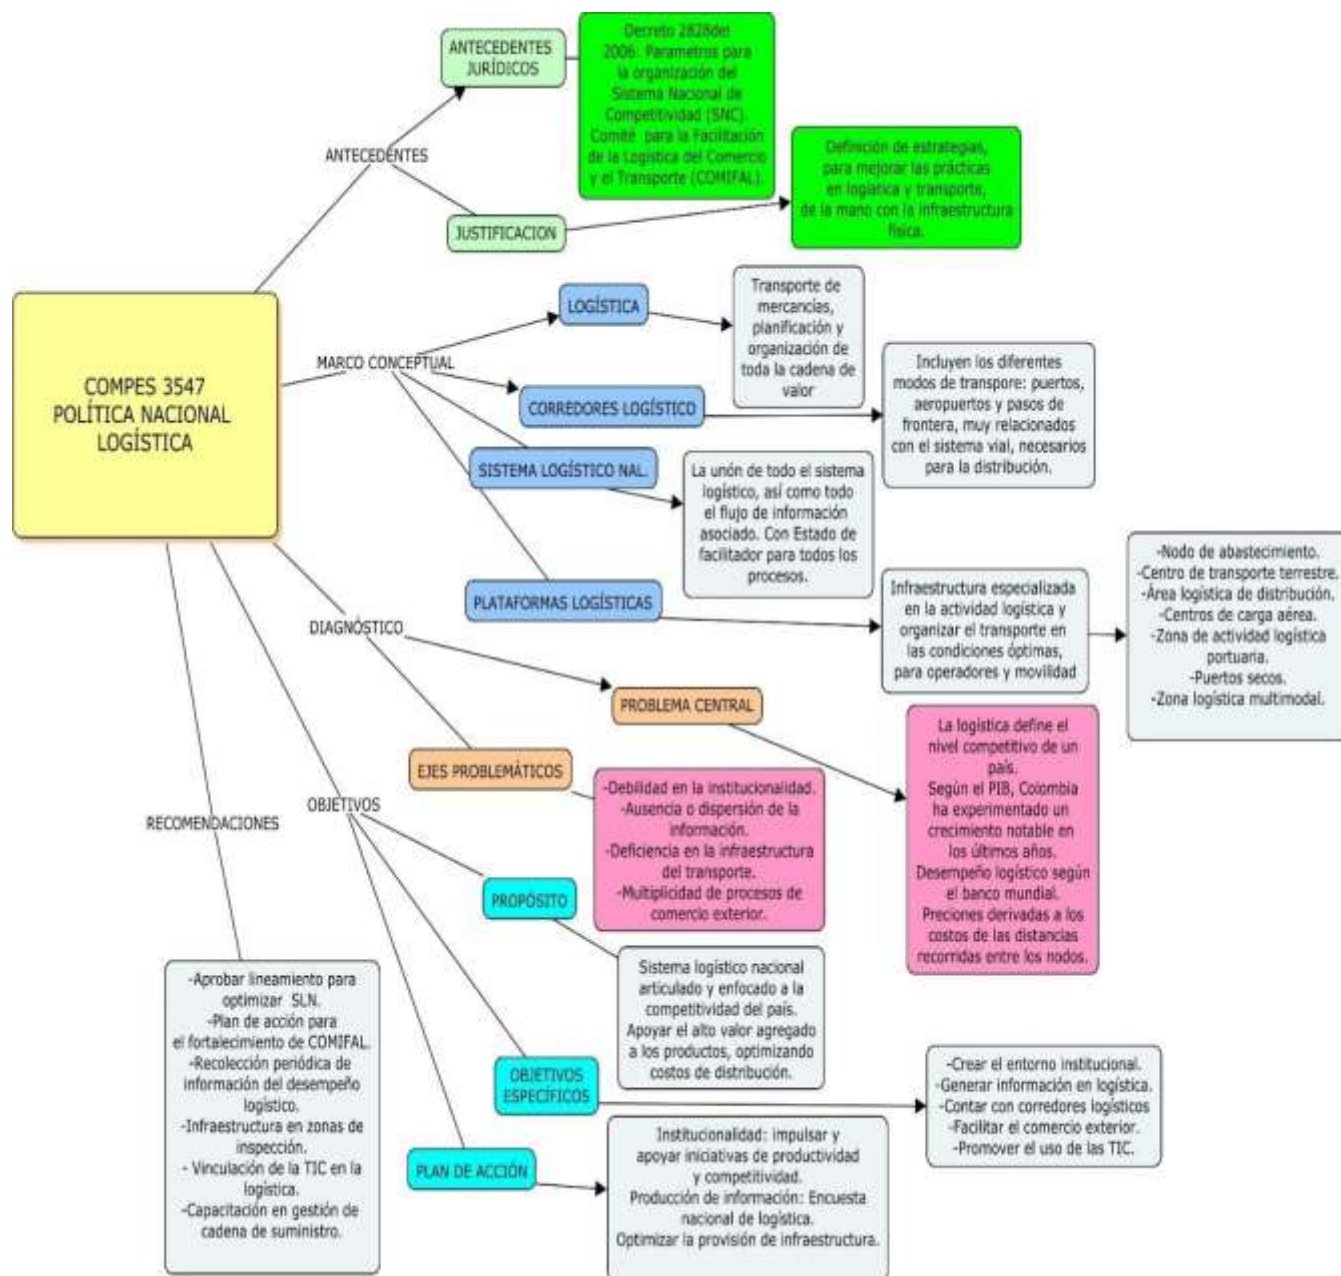 ANTECEDENTES
JURÍDICOS
Decreto 2828del
2006: Parametros para
la organización del
Sistema Nacional de
Competitividad (SNC).
Comité para la Facilitación
de la Logística del Comercio
y el Transporte (COMIFAL).
ANTECEDENTES
JUSTIFICACION
Definición de estrategias,
para mejorar las prácticas
en logística y transporte,
de la mano con la infraestructura
física.
COMPES 3547
POLÍTICA NACIONAL
LOGÍSTICA
MARCO CONCEPTUAL
LOGÍSTICA
Transporte de
mercancías,
planificación y
organización de
toda la cadena de
valor
CORREDORES LOGÍSTICO
Incluyen los diferentes
modos de transpore: puertos,
aeropuertos y pasos de
frontera, muy relacionados
con el sistema vial, necesarios
para la distribución.
SISTEMA LOGÍSTICO NAL.
La unón de todo el sistema
logístico, así como todo
el flujo de información
asociado. Con Estado de
facilitador para todos los
procesos.
PLATAFORMAS LOGÍSTICAS
Infraestructura especializada
en la actividad logística y
organizar el transporte en
las condiciones óptimas,
para operadores y movilidad
-Nodo de abastecimiento.
-Centro de transporte terrestre.
-Área logística de distribución.
-Centros de carga aérea.
-Zona de actividad logística
portuaria.
-Puertos secos.
-Zona logística multimodal.
DIAGNÓSTICO
PROBLEMA CENTRAL
La logística define el
nivel competitivo de un
país.
Según el PIB, Colombia
ha experimentado un
crecimiento notable en
los últimos años.
Desempeño logístico según
el banco mundial.
Preciones derivadas a los
costos de las distancias
recorridas entre los nodos.
EJES PROBLEMÁTICOS
-Debilidad en la institucionalidad.
-Ausencia o dispersión de la
información.
-Deficiencia en la infraestructura
del transporte.
-Multiplicidad de procesos de
comercio exterior.
OBJETIVOS
PROPÓSITO
Sistema logístico nacional
articulado y enfocado a la
competitividad del país.
Apoyar el alto valor agregado
a los productos, optimizando
costos de distribución.
OBJETIVOS
ESPECÍFICOS
-Crear el entorno institucional.
-Generar información en logística.
-Contar con corredores logísticos
-Facilitar el comercio exterior.
-Promover el uso de las TIC.
PLAN DE ACCIÓN
Institucionalidad: impulsar y
apoyar iniciativas de productividad
y competitividad.
Producción de información: Encuesta
nacional de logística.
Optimizar la provisión de infraestructura.
RECOMENDACIONES
-Aprobar lineamiento para
optimizar SLN.
-Plan de acción para
el fortalecimiento de COMIFAL.
-Recolección periódica de
información del desempeño
logístico.
-Infraestructura en zonas de
inspección.
- Vinculación de la TIC en la
logística.
-Capacitación en gestión de
cadena de suministro.